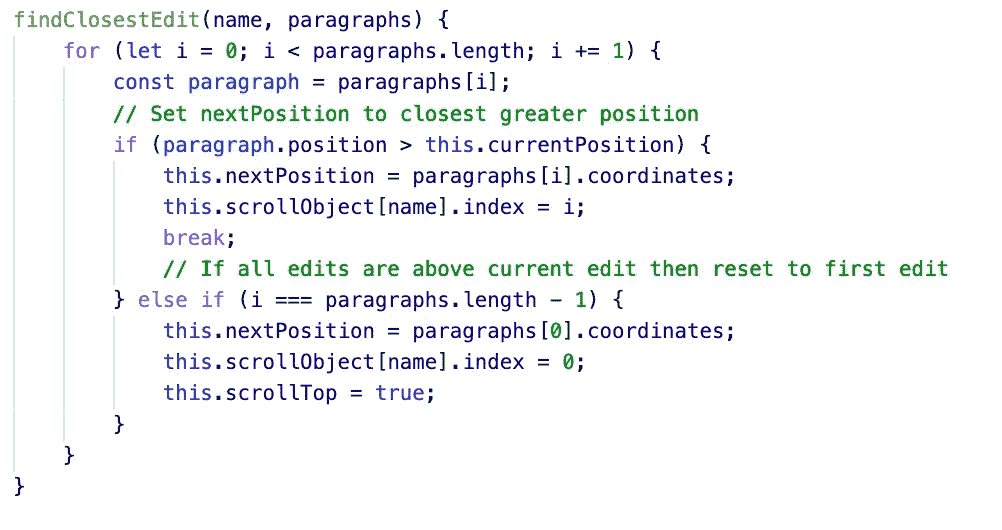 findClosestEdit(name, paragraphs) {
    for (let i = 0; i < paragraphs.length; i += 1) {
        const paragraph = paragraphs[i];
        // Set nextPosition to closest greater position
        if (paragraph.position > this.currentPosition) {
            this.nextPosition = paragraphs[i].coordinates;
            this.scrollObject[name].index = i;
            break;
            // If all edits are above current edit then reset to first edit
        } else if (i === paragraphs.length - 1) {
            this.nextPosition = paragraphs[0].coordinates;
            this.scrollObject[name].index = 0;
            this.scrollTop = true;
        }
    }
}